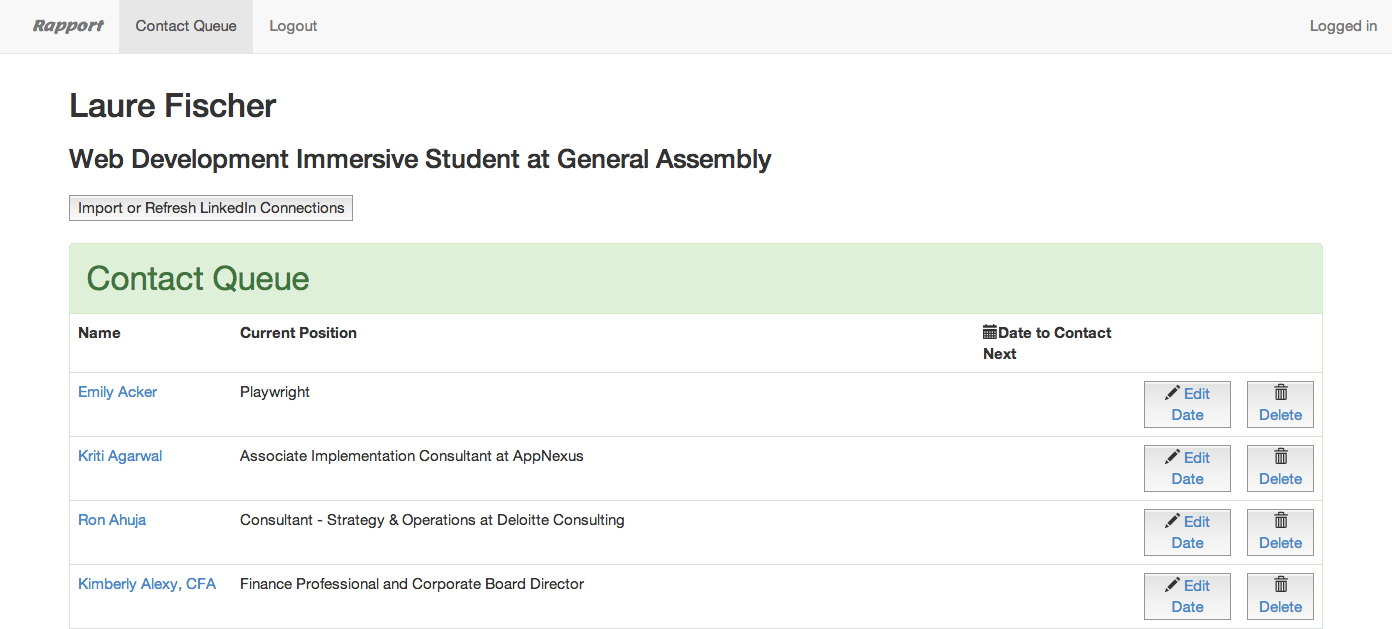 Rapport Contact Queue Logout Logged in
Laure Fischer
Web Development Immersive Student at General Assembly
Import or Refresh LinkedIn Connections
Contact Queue
Name Current Position Date to Contact
Next
Emily Acker Playwright Edit
Date Delete
Kriti Agarwal Associate Implementation Consultant at AppNexus Edit
Date Delete
Ron Ahuja Consultant - Strategy & Operations at Deloitte Consulting Edit
Date Delete
Kimberly Alexy, CFA Finance Professional and Corporate Board Director Edit
Date Delete